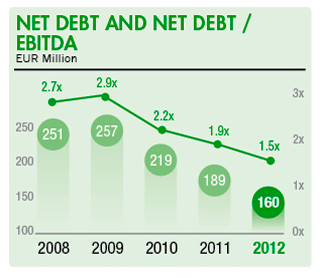 NET DEBT AND NET DEBT /
EBITDA
EUR Million
2.7x 2.9x 2.2x 1.9x 1.5x
3x
2x
1x
0x
250
200
150
100
251 257 219 189 160
2008 2009 2010 2011 2012